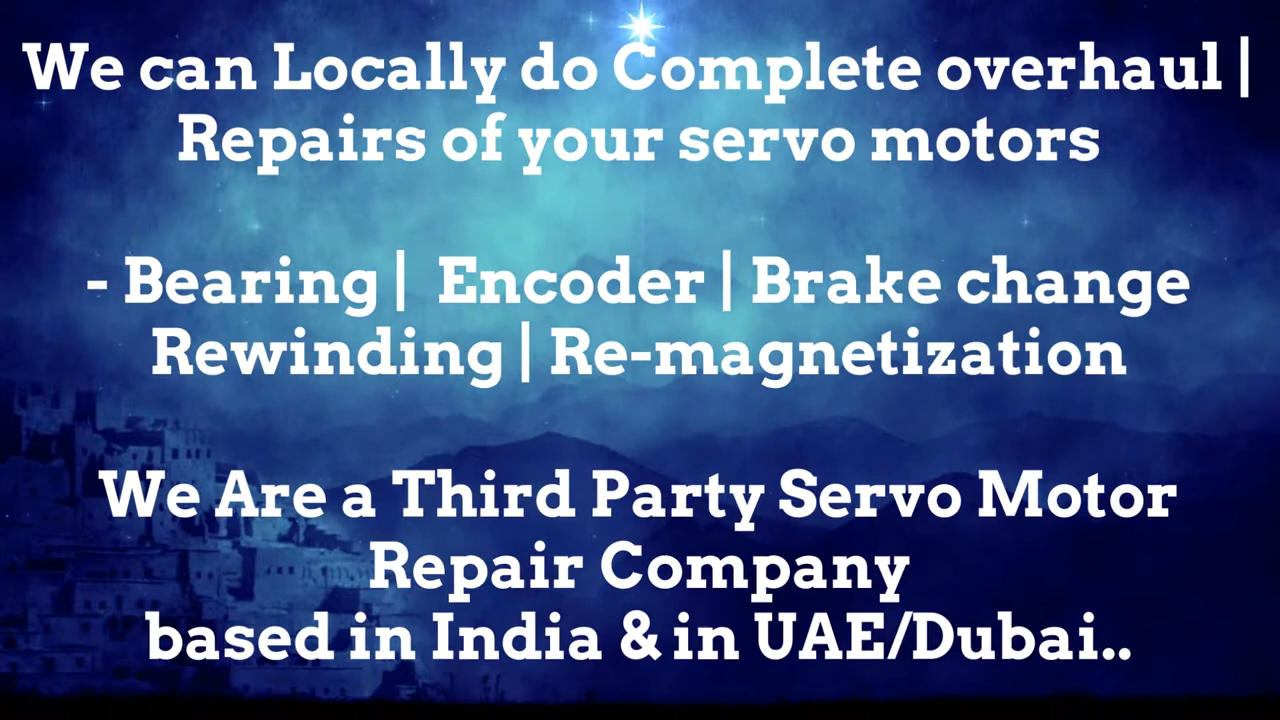 We can Locally do Complete overhaul |
Repairs of your servo motors
- Bearing | Encoder | Brake change
Rewinding | Re-magnetization
We Are a Third Party Servo Motor
Repair Company
based in India & in UAE/Dubai..